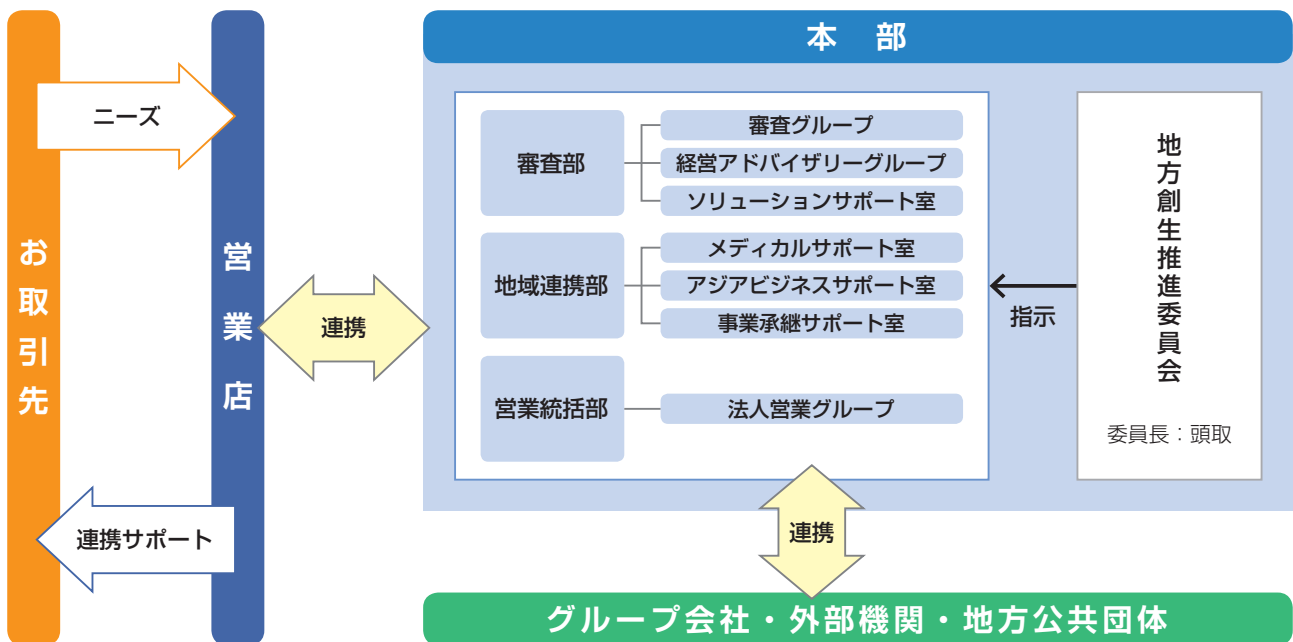 お取引先
ニーズ
連携サポート
営業店
連携
本　部
審査部
審査グループ
経営アドバイザリーグループ
ソリューションサポート室
地域連携部
メディカルサポート室
アジアビジネスサポート室
事業承継サポート室
営業統括部
法人営業グループ
指示
地方創生推進委員会
委員長：頭取
連携
グループ会社・外部機関・地方公共団体